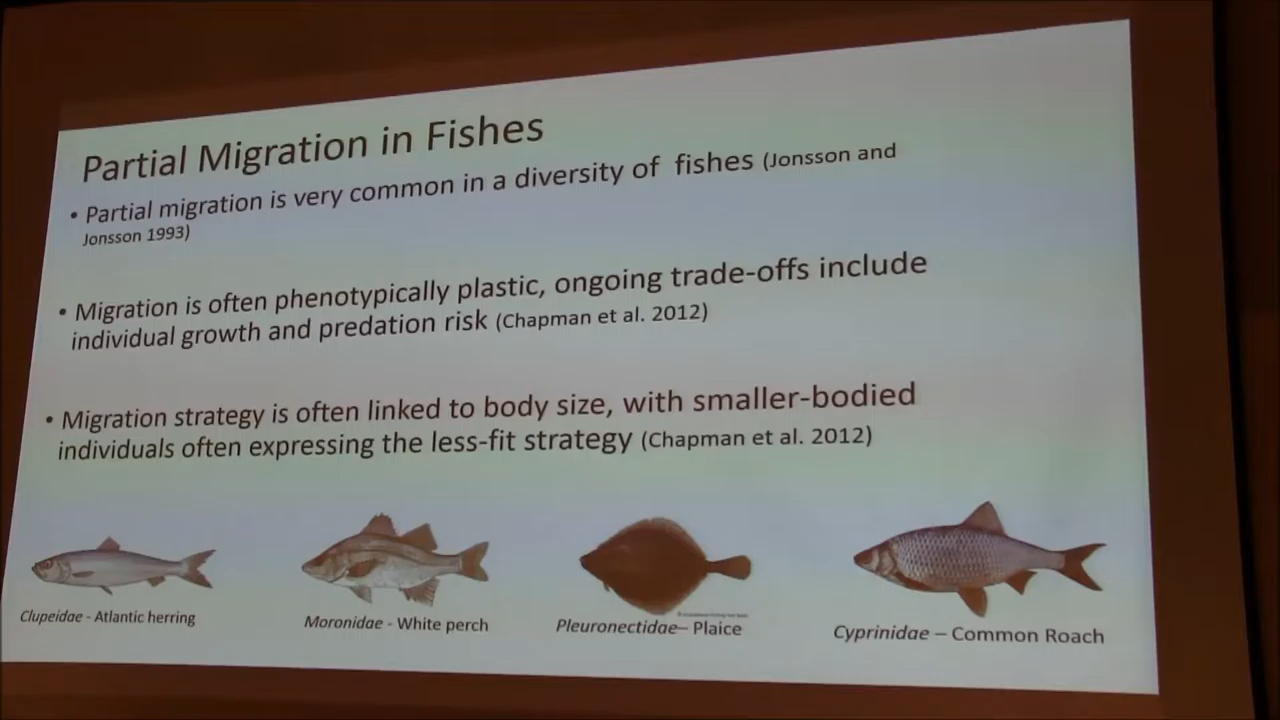 Partial Migration in Fishes
• Partial migration is very common in a diversity of fishes (Jonsson and
Jonsson 1993)
• Migration is often phenotypically plastic, ongoing trade-offs include
individual growth and predation risk (Chapman et al. 2012)
• Migration strategy is often linked to body size, with smaller-bodied
individuals often expressing the less-fit strategy (Chapman et al. 2012)
Clupeidae - Atlantic herring
Moronidae - White perch
Pleuronectidae– Plaice
Cyprinidae – Common Roach